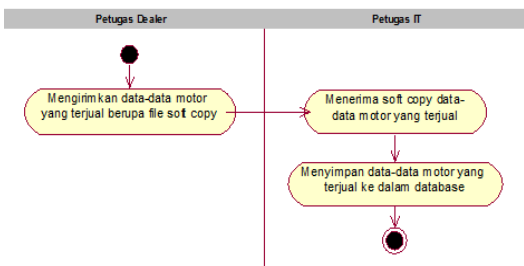 Petugas Dealer
Petugas IT
Mengirimkan data-data motor
yang terjual berupa file soft copy
Menerima soft copy data-
data motor yang terjual
Menyimpan data-data motor yang
terjual ke dalam database